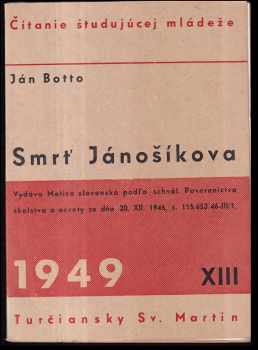 Čítanie študujúcej mládeže
Ján Botto
Smrť Jánošíkova
Vydáva Matica slovenská podľa schvál. Povereníctva
školstva a osvety zo dňa 20. XII. 1946, č. 115.653/46-III/1.
1949 XIII
Turčiansky Sv. Martin